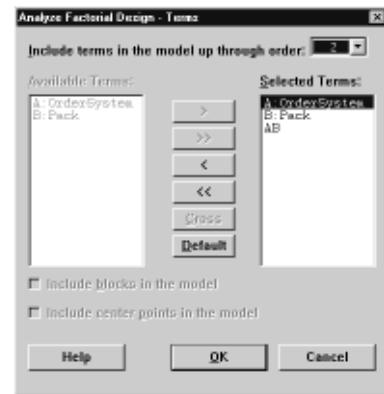 Analyze Factorial Design - Terms
Include terms in the model up through order: 2
Available Terms:
A:OrderSystem
B:Pack
>
>>
<
<<
Cross
Default
Selected Terms:
A:OrderSystem
B:Pack
AB
Include blocks in the model
Include center points in the model
Help
OK
Cancel